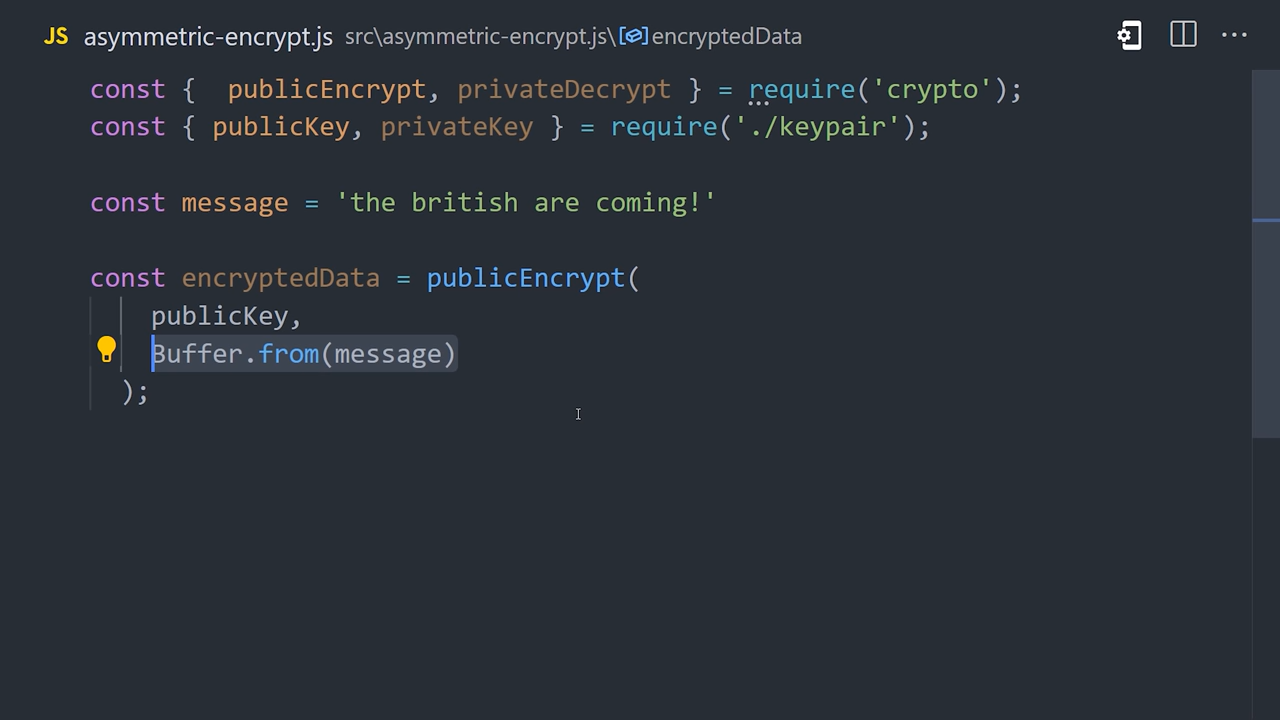 JS asymmetric-encrypt.js src\asymmetric-encrypt.js\encryptedData
const {  publicEncrypt, privateDecrypt } = require('crypto');
const { publicKey, privateKey } = require('./keypair');
const message = 'the british are coming!'
const encryptedData = publicEncrypt(
publicKey,
Buffer.from(message)
);